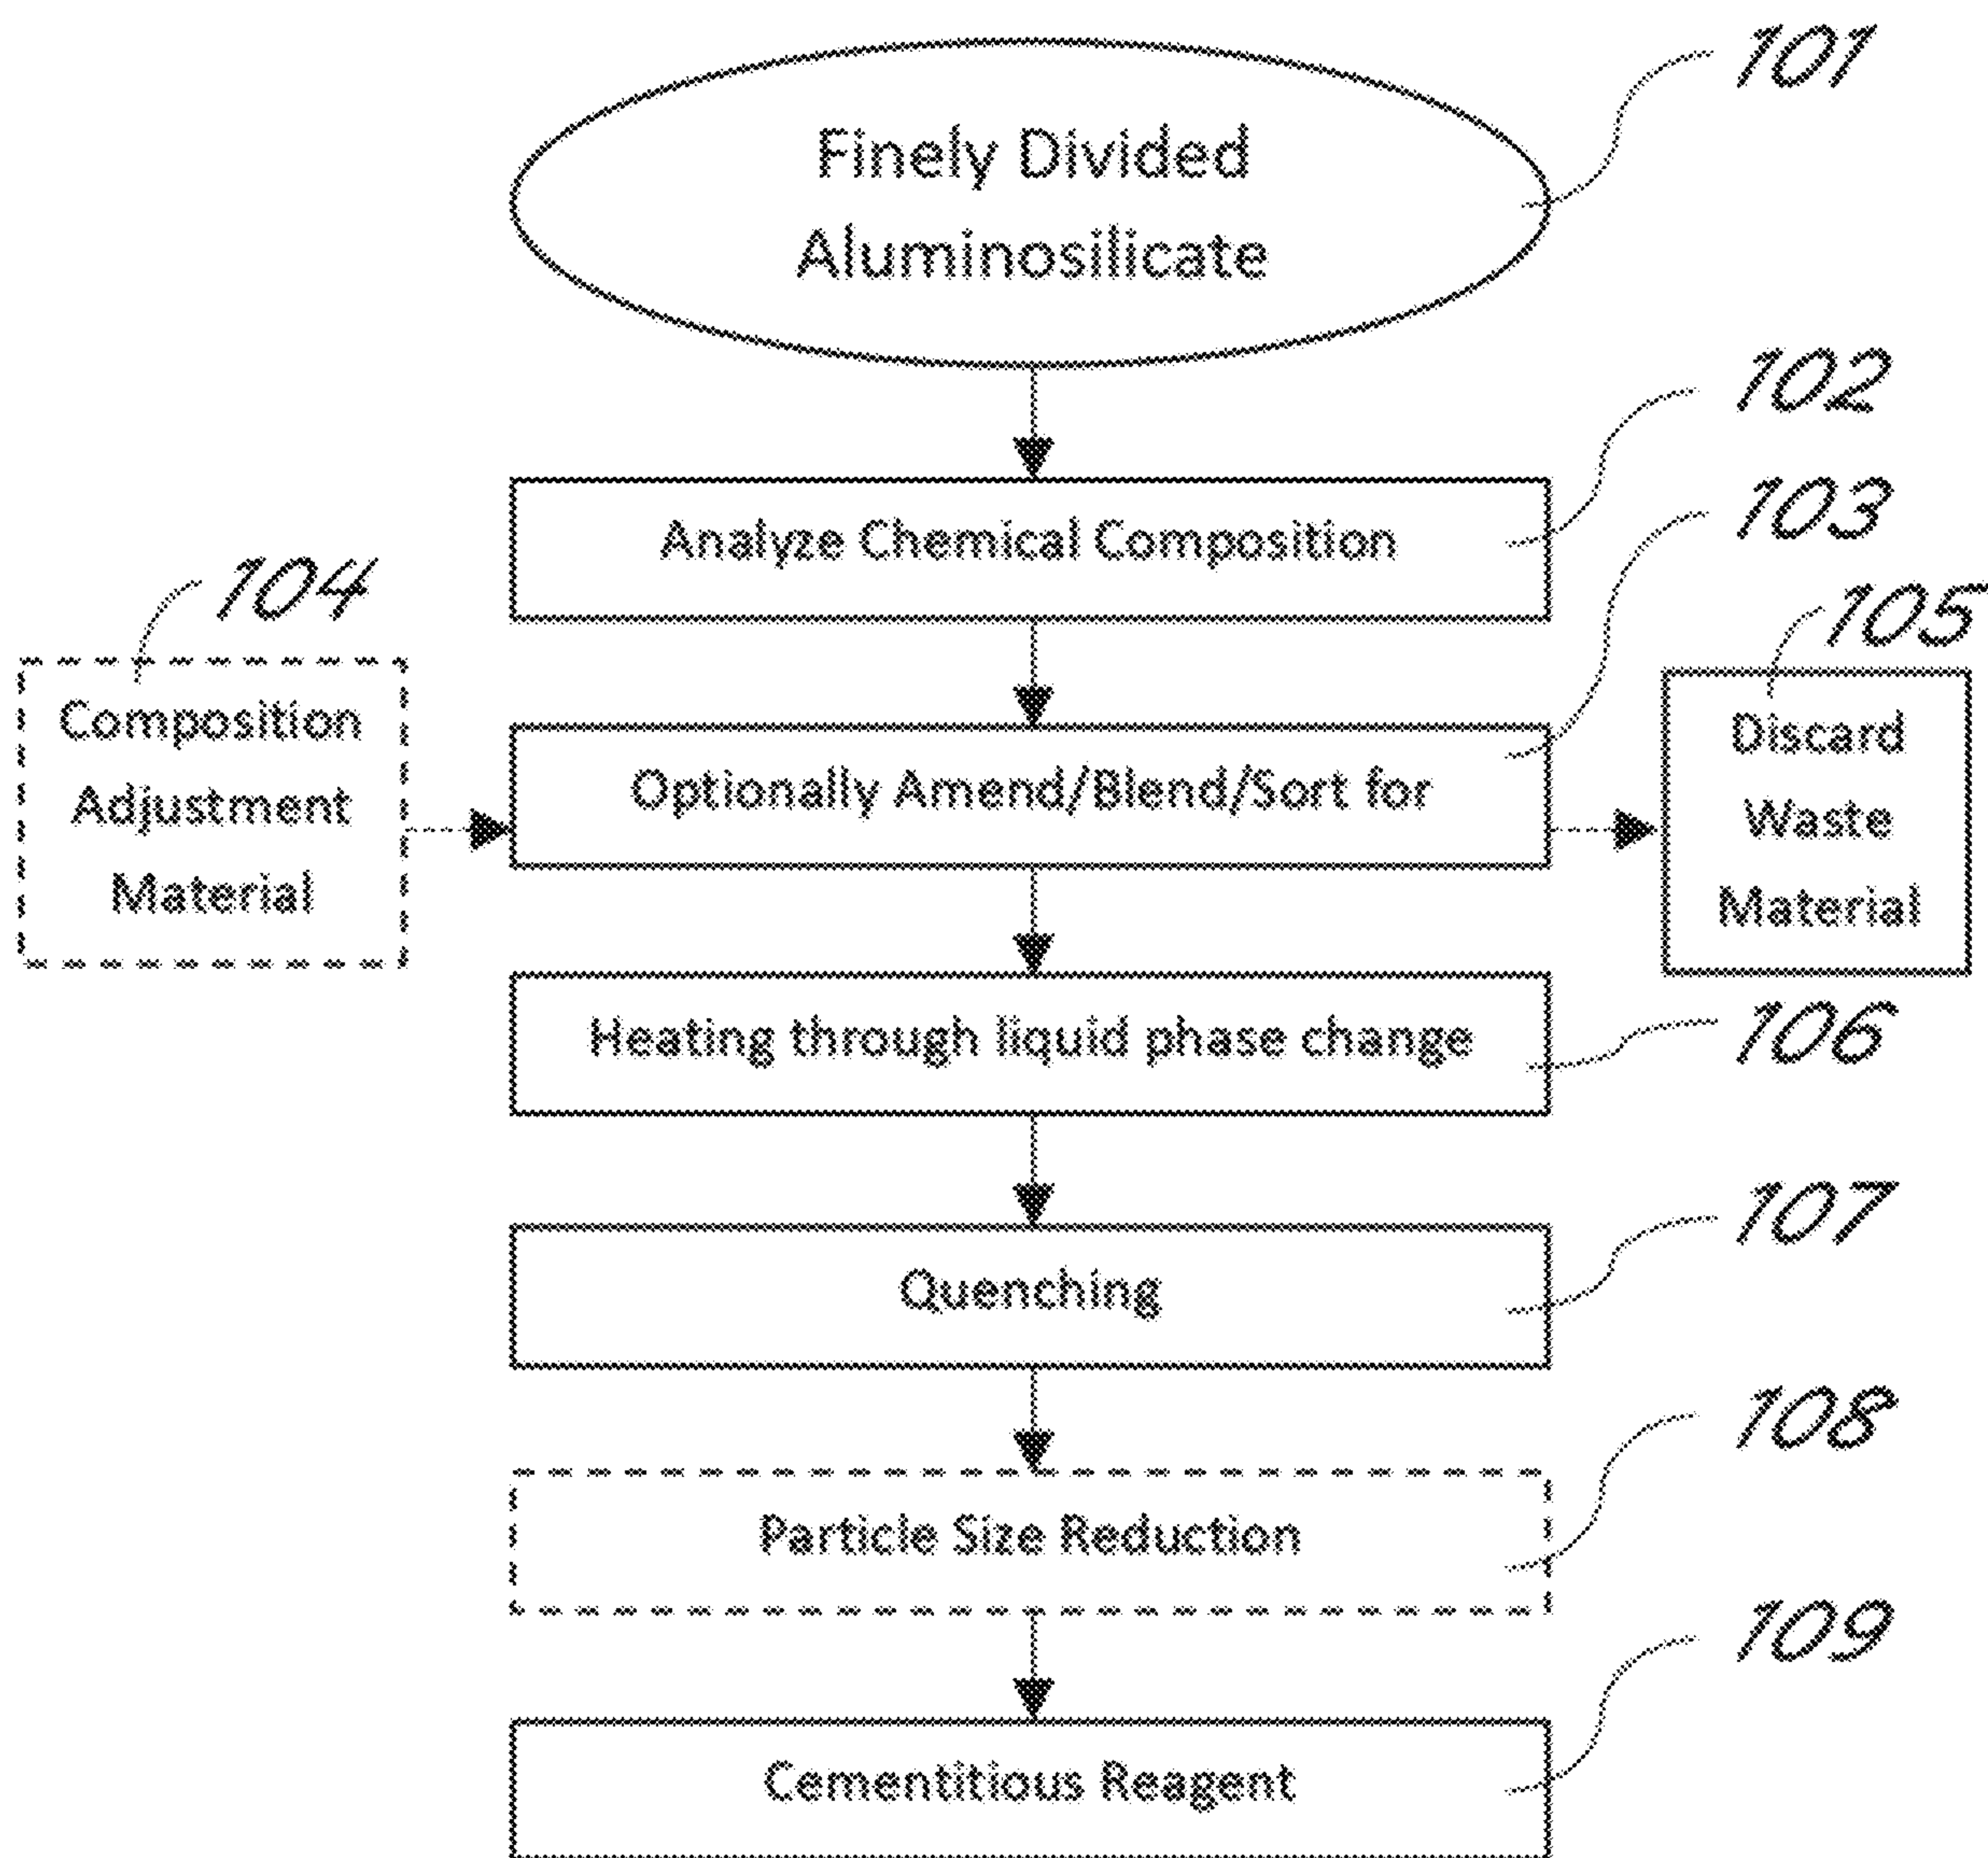 101
Finely Divided
Aluminosilicate
102
Analyze Chemical Composition
103
104
Composition
Adjustment
Material
Optionally Amend/Blend/Sort for
105
Discard
Waste
Material
Heating through liquid phase change
106
107
Quenching
108
Particle Size Reduction
109
Cementitious Reagent